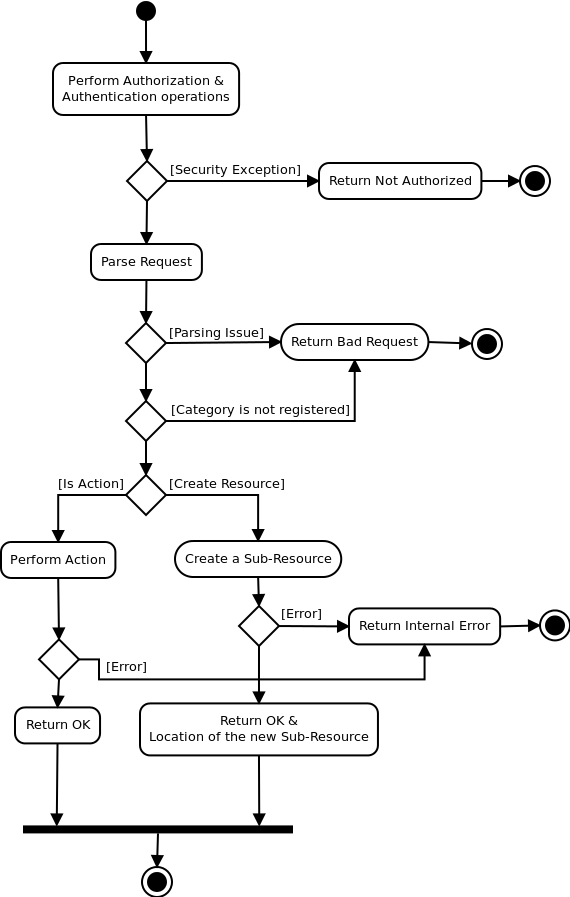 Perform Authorization &
Authentication operations
[Security Exception]
Return Not Authorized
Parse Request
[Parsing Issue]
Return Bad Request
[Category is not registered]
[Is Action]
[Create Resource]
Perform Action
Create a Sub-Resource
[Error]
Return Internal Error
[Error]
Return OK
Return OK &
Location of the new Sub-Resource